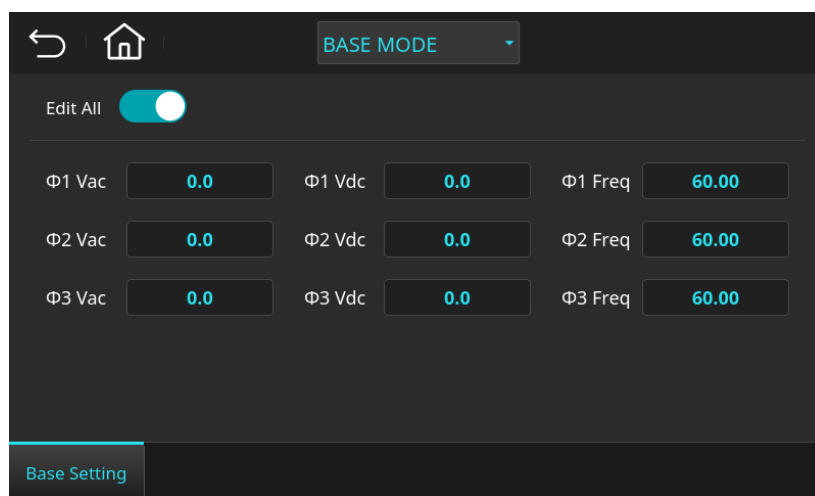 BASE MODE
Edit All
Φ1 Vac 0.0 Φ1 Vdc 0.0 Φ1 Freq 60.00
Φ2 Vac 0.0 Φ2 Vdc 0.0 Φ2 Freq 60.00
Φ3 Vac 0.0 Φ3 Vdc 0.0 Φ3 Freq 60.00
Base Setting